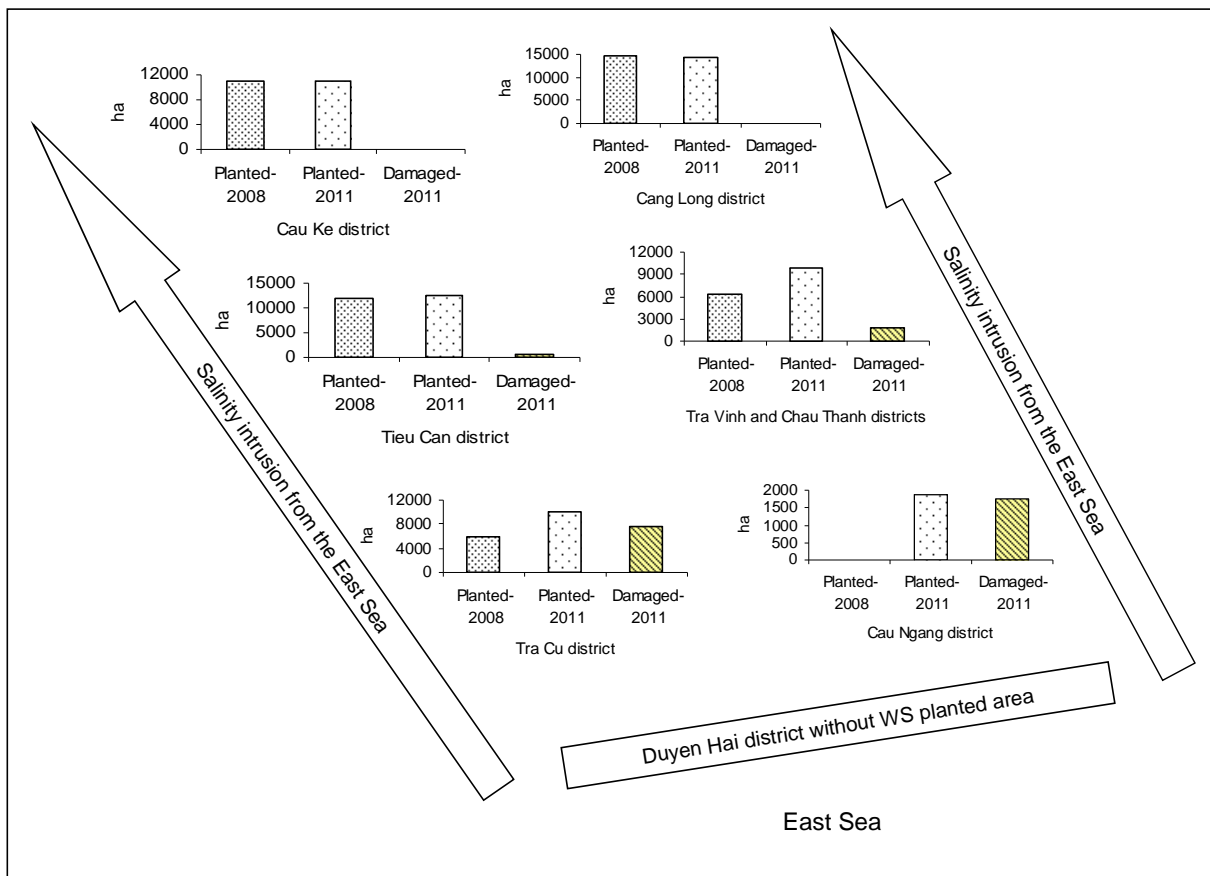 12000
8000
4000
0
ha
Planted-
2008
Planted-
2011
Damaged-
2011
Cau Ke district
15000
10000
5000
0
ha
Planted-
2008
Planted-
2011
Damaged-
2011
Cang Long district
15000
10000
5000
0
ha
Planted-
2008
Planted-
2011
Damaged-
2011
Tieu Can district
12000
9000
6000
3000
0
ha
Planted-
2008
Planted-
2011
Damaged-
2011
Tra Vinh and Chau Thanh districts
12000
8000
4000
0
ha
Planted-
2008
Planted-
2011
Damaged-
2011
Tra Cu district
2000
1500
1000
500
0
ha
Planted-
2008
Planted-
2011
Damaged-
2011
Cau Ngang district
Salinity intrusion from the East Sea
Salinity intrusion from the East Sea
Duyen Hai district without WS planted area
East Sea